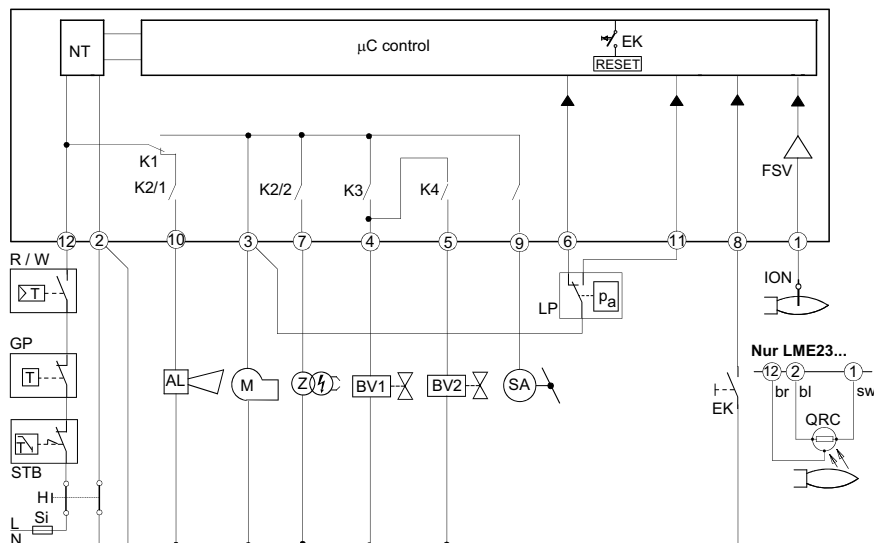 NT
µC control
EK
RESET
K1
K2/1
K2/2
K3
K4
FSV
12
2
10
3
7
4
5
9
6
11
8
1
R / W
T
GP
T
STB
T
H
L
N
Si
AL
M
Z
BV1
BV2
SA
LP
pa
ION
EK
Nur LME23...
12
2
1
br
bl
sw
QRC